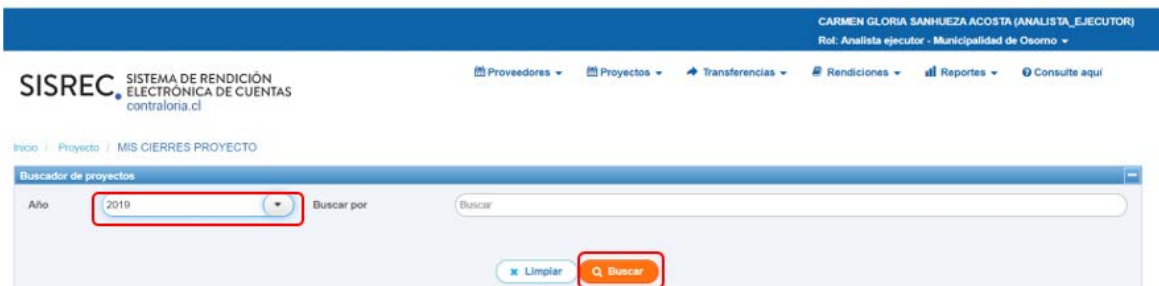 CARMEN GLORIA SANHUEZA ACOSTA (ANALISTA_EJECUTOR)
Rol: Analista ejecutor - Municipalidad de Osorno
SISREC SISTEMA DE RENDICIÓN
ELECTRÓNICA DE CUENTAS
contraloria.cl
Proveedores Proyectos Transferencias Rendiciones Reportes Consulte aquí
Inicio / Proyecto / MIS CIERRES PROYECTO
Buscador de proyectos
Año 2019 Buscar por Buscar
Limpiar Buscar